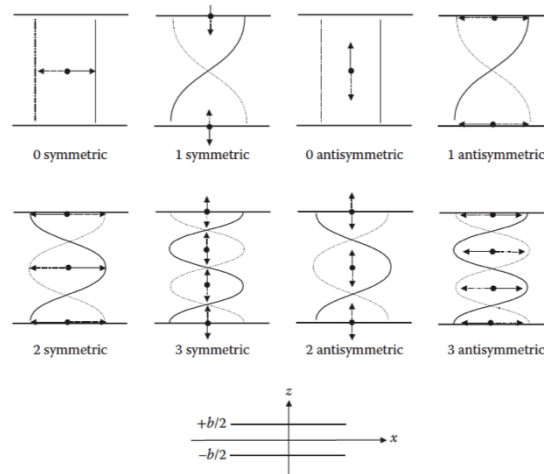 0 symmetric 1 symmetric 0 antisymmetric 1 antisymmetric
2 symmetric 3 symmetric 2 antisymmetric 3 antisymmetric
z
+b/2
x
−b/2